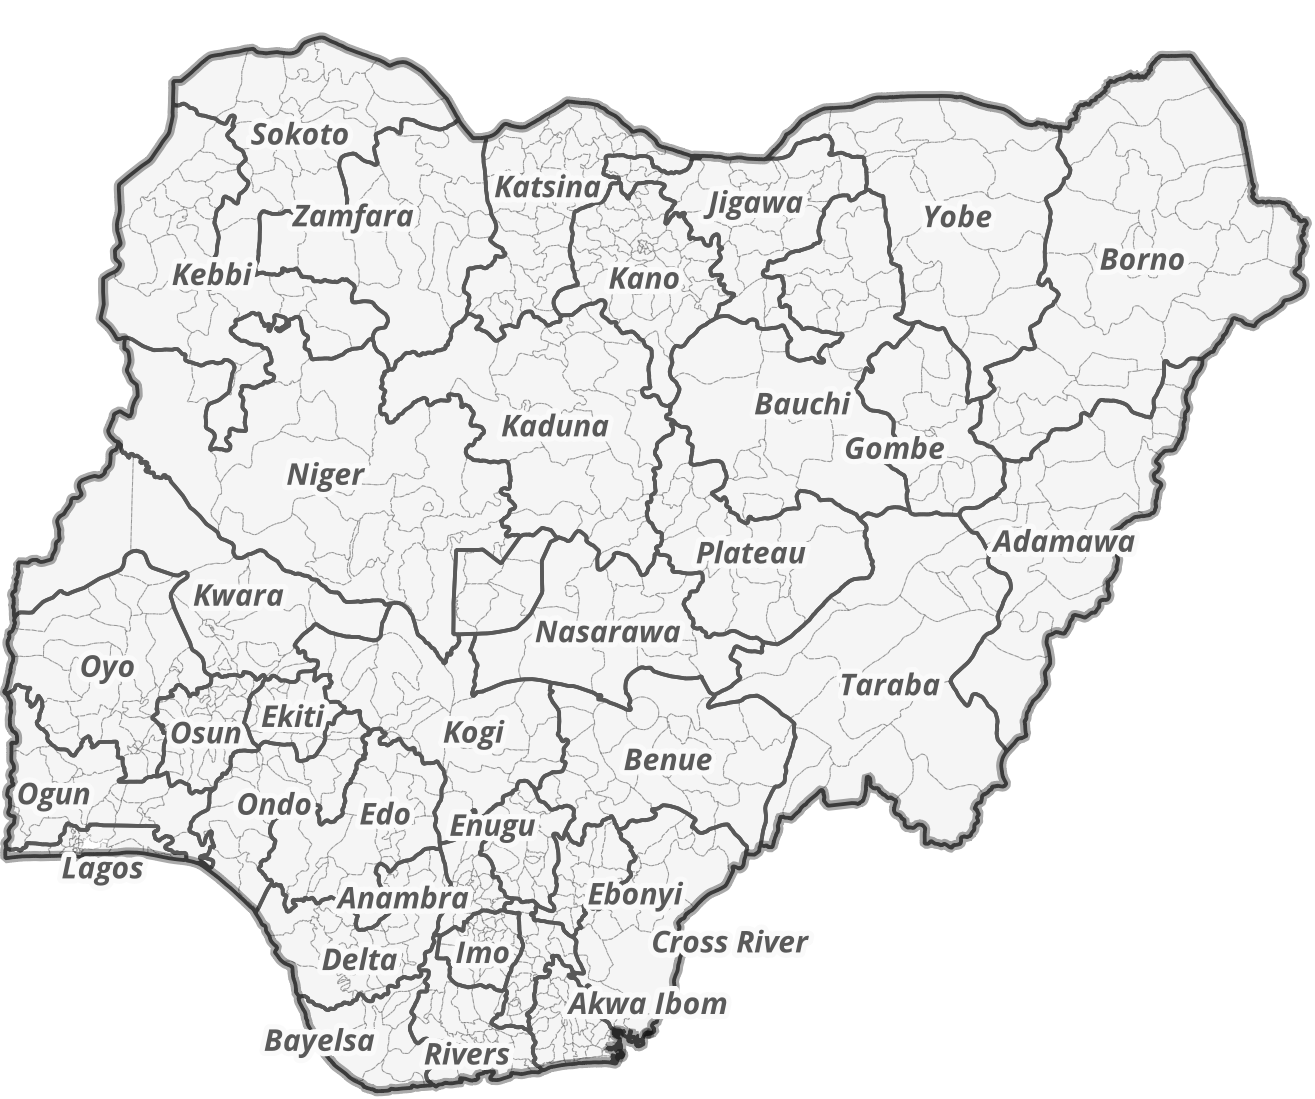 Sokoto
Katsina
Jigawa
Zamfara
Yobe
Borno
Kebbi
Kano
Bauchi
Kaduna
Gombe
Niger
Adamawa
Plateau
Kwara
Nasarawa
Oyo
Taraba
Ekiti
Osun
Kogi
Benue
Ogun
Ondo
Edo
Enugu
Lagos
Anambra
Ebonyi
Cross River
Imo
Delta
Akwa Ibom
Bayelsa
Rivers